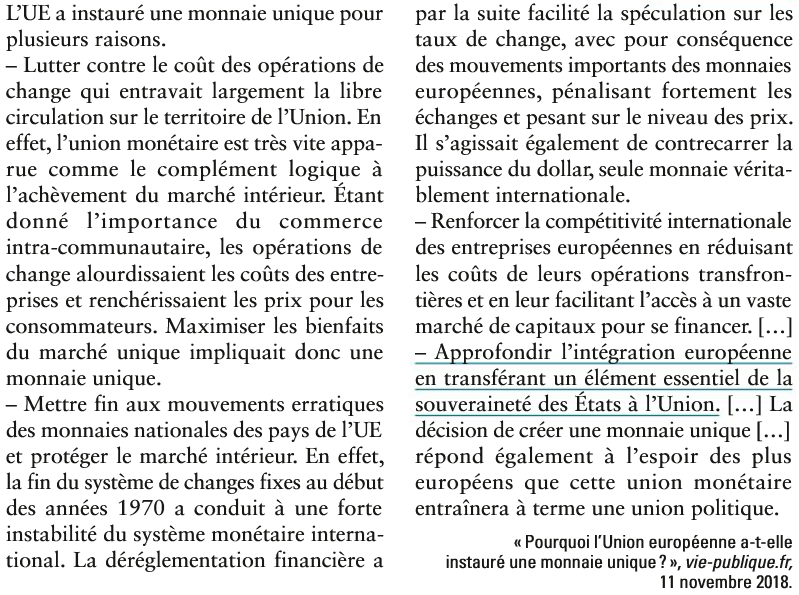 L’UE a instauré une monnaie unique pour
plusieurs raisons.
– Lutter contre le coût des opérations de
change qui entravait largement la libre
circulation sur le territoire de l’Union. En
effet, l’union monétaire est très vite appa-
rue comme le complément logique à
l’achèvement du marché intérieur. Étant
donné l’importance du commerce
intra-communautaire, les opérations de
change alourdissaient les coûts des entre-
prises et renchérissaient les prix pour les
consommateurs. Maximiser les bienfaits
du marché unique impliquait donc une
monnaie unique.
– Mettre fin aux mouvements erratiques
des monnaies nationales des pays de l’UE
et protéger le marché intérieur. En effet,
la fin du système de changes fixes au début
des années 1970 a conduit à une forte
instabilité du système monétaire interna-
tional. La déréglementation financière a
par la suite facilité la spéculation sur les
taux de change, avec pour conséquence
des mouvements importants des monnaies
européennes, pénalisant fortement les
échanges et pesant sur le niveau des prix.
Il s’agissait également de contrecarrer la
puissance du dollar, seule monnaie vérita-
blement internationale.
– Renforcer la compétitivité internationale
des entreprises européennes en réduisant
les coûts de leurs opérations transfron-
tières et en leur facilitant l’accès à un vaste
marché de capitaux pour se financer. […]
– Approfondir l’intégration européenne
en transférant un élément essentiel de la
souveraineté des États à l’Union. […] La
décision de créer une monnaie unique […]
répond également à l’espoir des plus
européens que cette union monétaire
entraînera à terme une union politique.
« Pourquoi l’Union européenne a-t-elle
instauré une monnaie unique ? », vie-publique.fr,
11 novembre 2018.